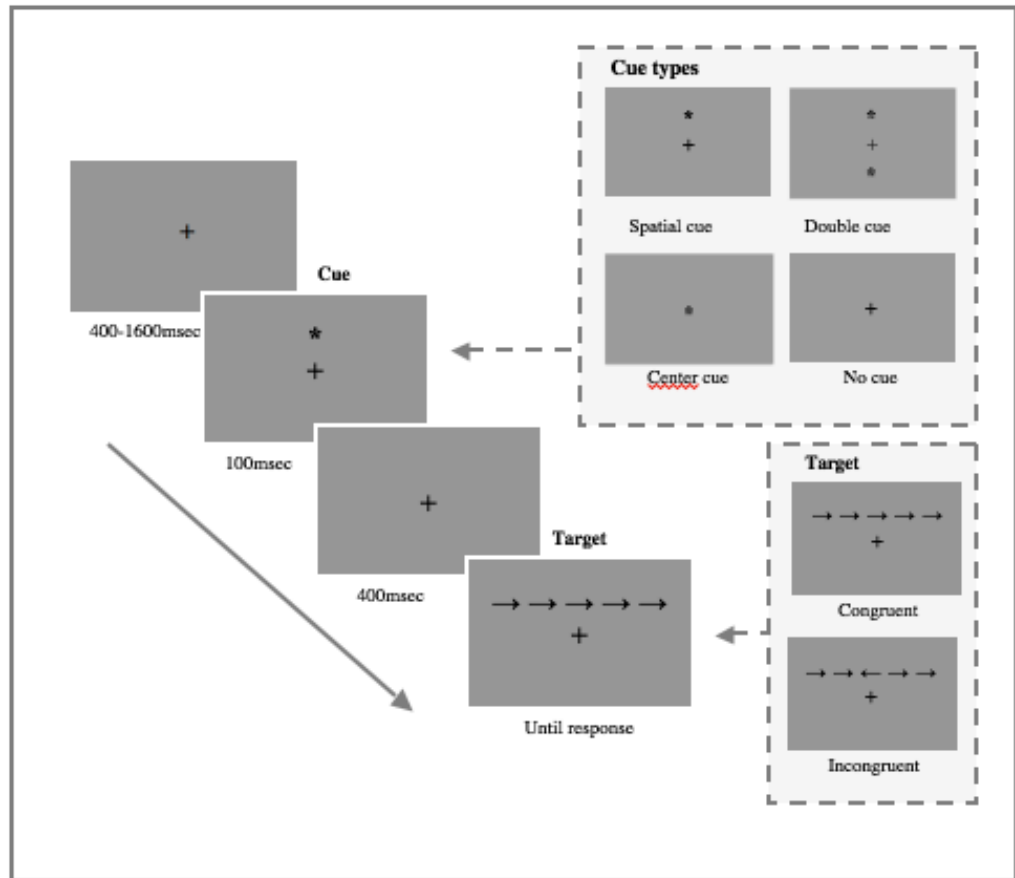 Cue types
*
+
*
+
*
Spatial cue
Double cue
*
+
Center cue
No cue
+
400-1600msec
Cue
*
+
100msec
+
400msec
Target
→ → → → →
+
Until response
Target
→ → → → →
+
Congruent
→ → ← → →
+
Incongruent